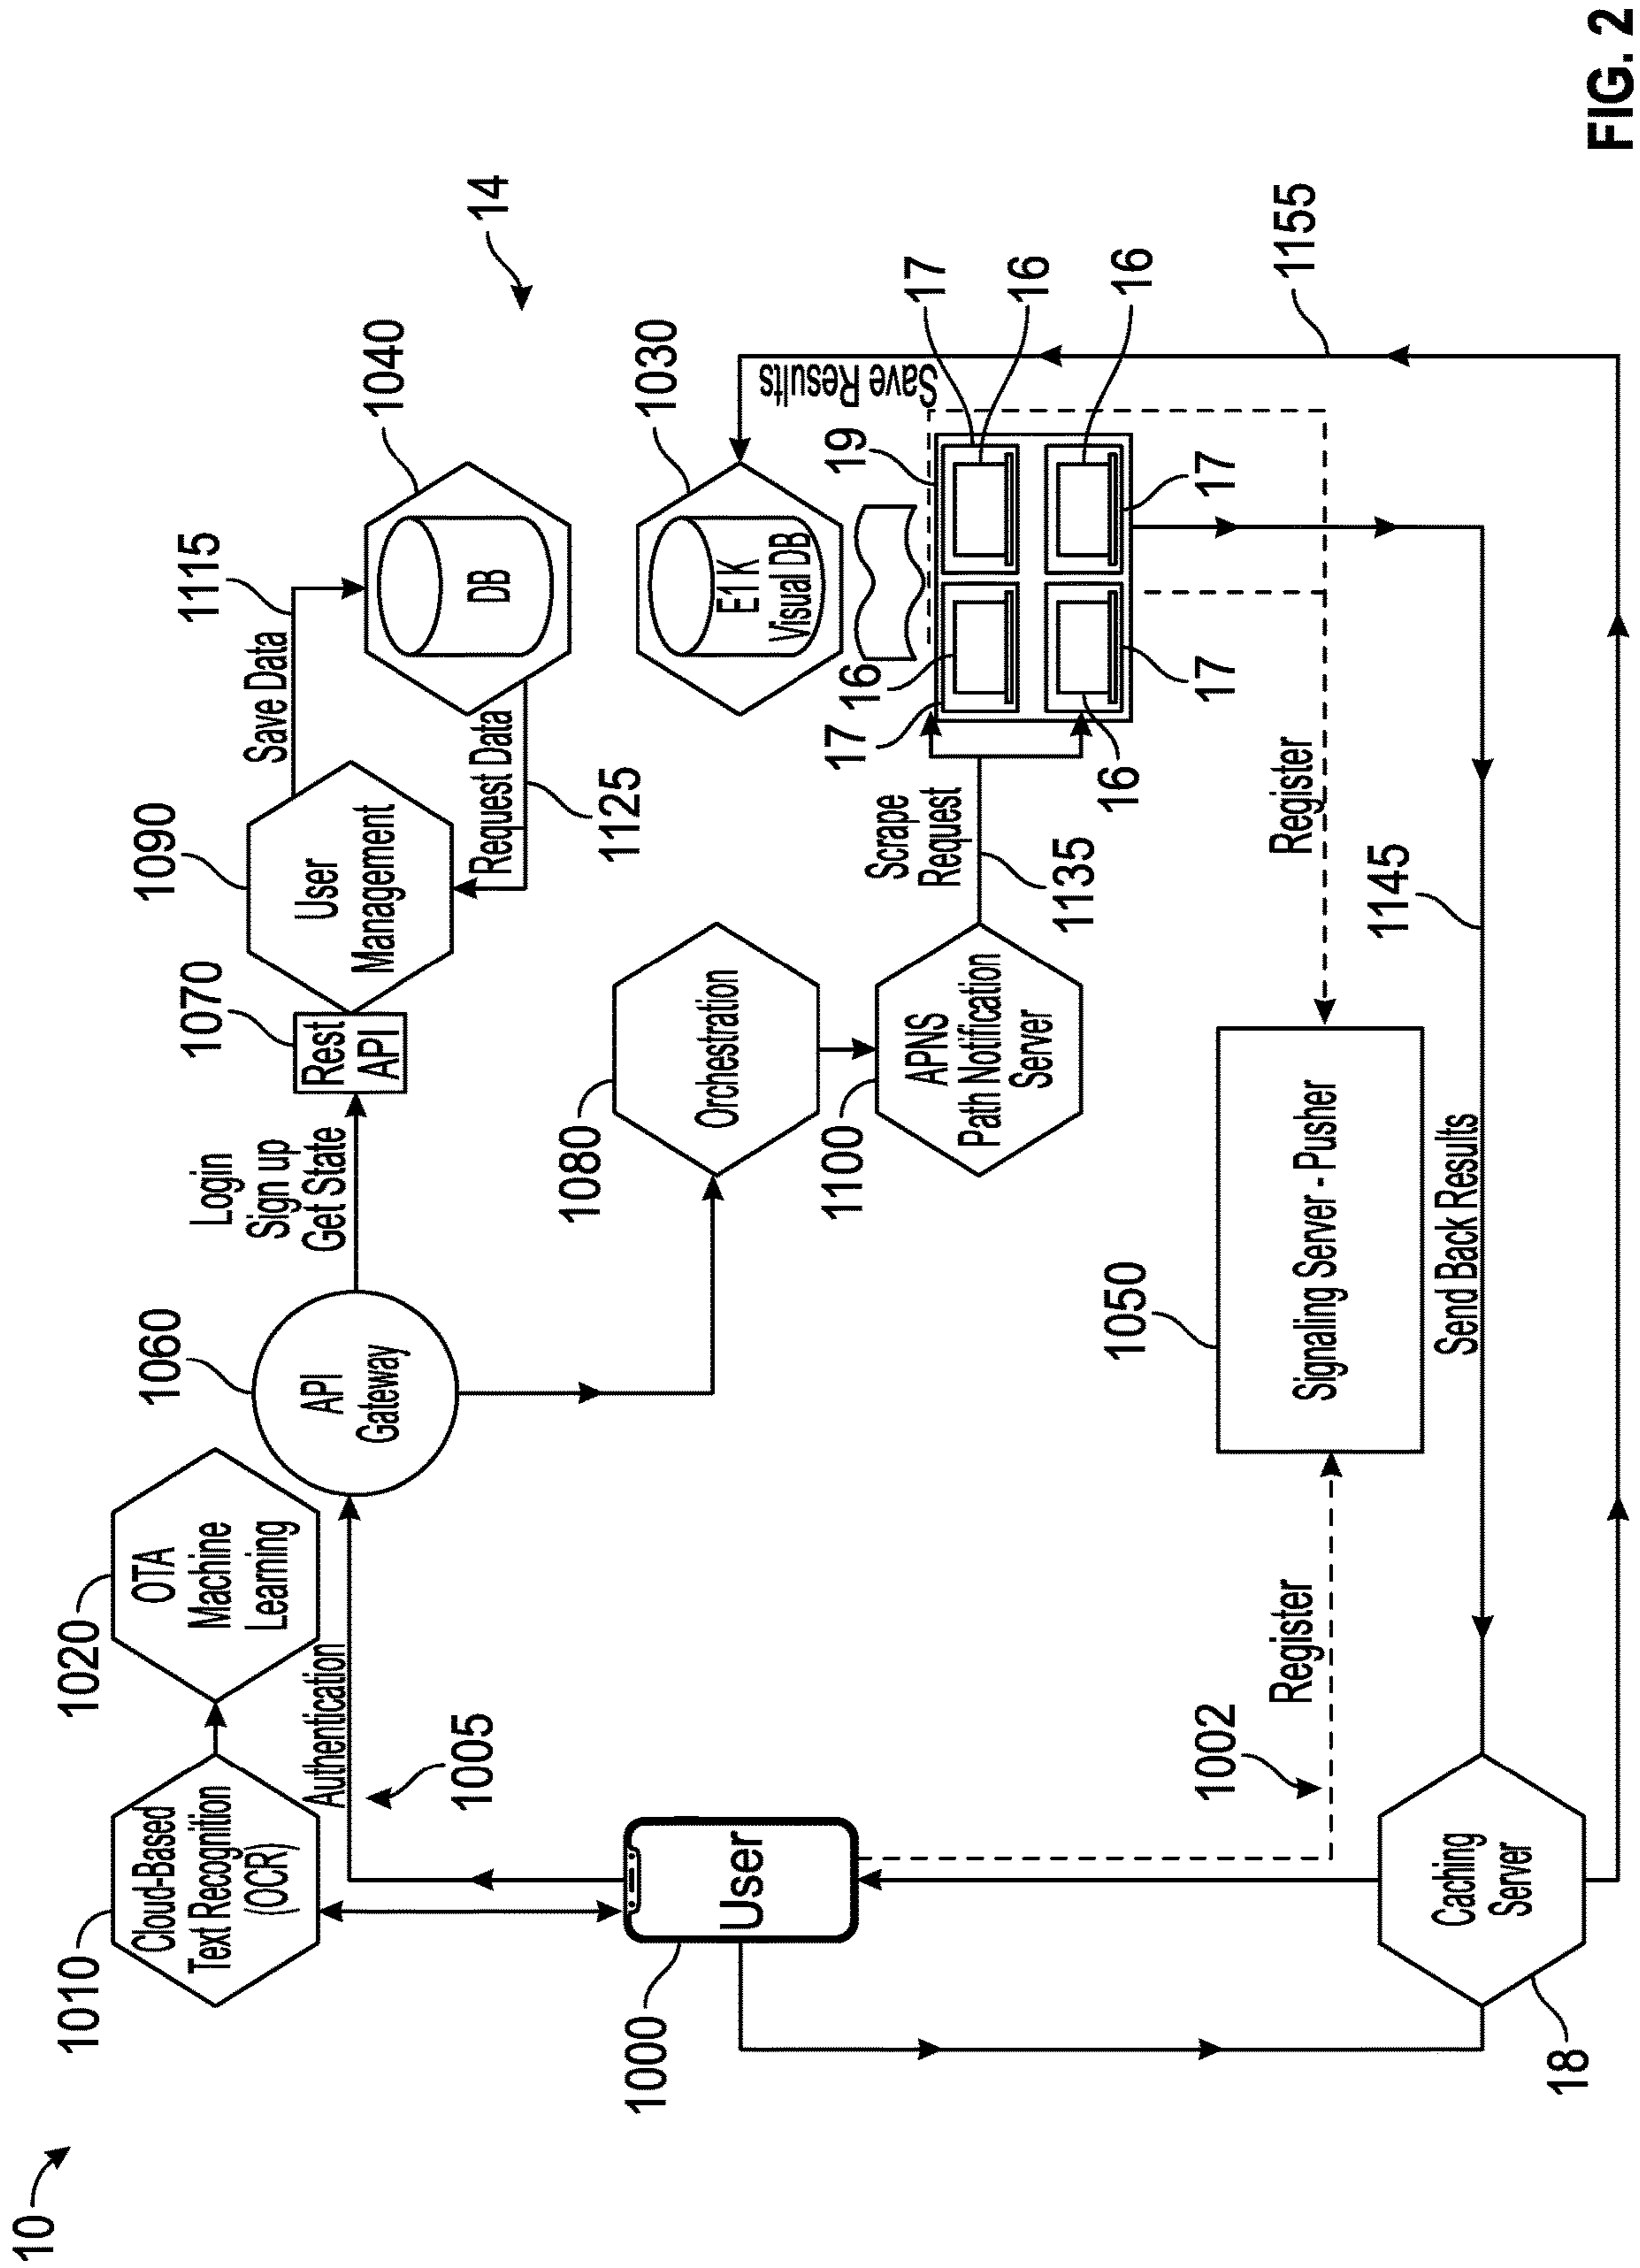 10
14
1010
Cloud-Based
Text Recognition
(OCR)
1020
OTA
Machine
Learning
Authentication
1005
1060
API
Gateway
Login
Sign up
Get State
1070
Rest
API
1090
User
Management
Save Data
1115
1040
DB
Request Data
1125
1030
E1K
Visual DB
Save Results
1080
Orchestration
1100
APNS
Path Notification
Server
Scrape
Request
1135
19
17
16
16
17
16
17
16
17
1155
1000
User
1002
Register
1050
Signaling Server - Pusher
Register
1145
Send Back Results
Caching
Server
18
FIG. 2